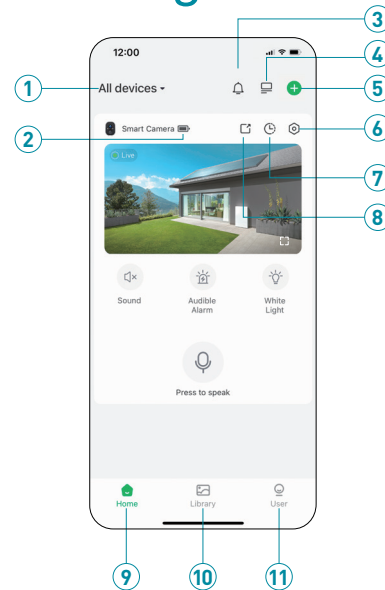 3
12:00
4
1
All devices
5
2
Smart Camera
6
Live
7
8
Sound
Audible
Alarm
White
Light
Press to speak
Home
Library
User
9
10
11